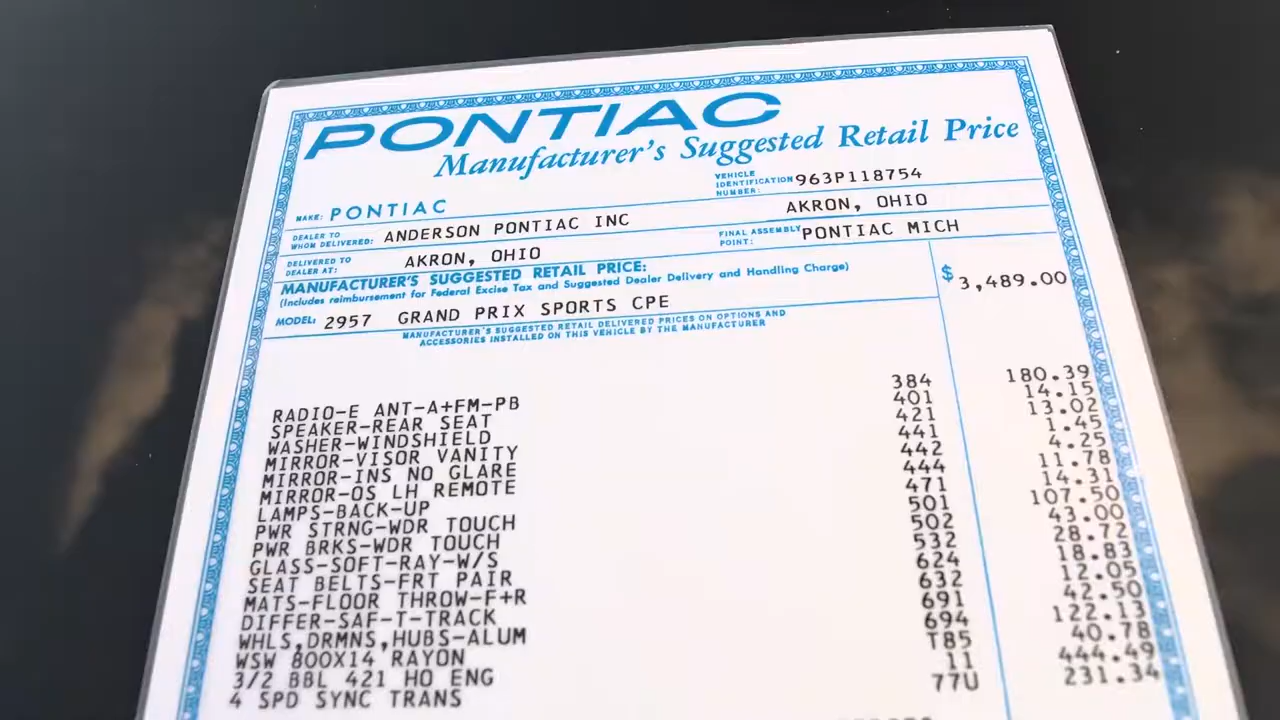 PONTIAC
Manufacturer's Suggested Retail Price
VEHICLE IDENTIFICATION NUMBER: 963P118754
MAKE: PONTIAC
DEALER TO WHOM DELIVERED: ANDERSON PONTIAC INC AKRON, OHIO
DELIVERED TO DEALER AT: AKRON, OHIO FINAL ASSEMBLY POINT: PONTIAC MICH
MANUFACTURER'S SUGGESTED RETAIL PRICE:
(Includes reimbursement for Federal Excise Tax and Suggested Dealer Delivery and Handling Charge) $3,489.00
MODEL: 2957 GRAND PRIX SPORTS CPE
MANUFACTURER'S SUGGESTED RETAIL DELIVERED PRICES ON OPTIONS AND
ACCESSORIES INSTALLED ON THIS VEHICLE BY THE MANUFACTURER
RADIO-E ANT-A+FM-PB 384 180.39
SPEAKER-REAR SEAT 401 14.15
WASHER-WINDSHIELD 421 13.02
MIRROR-VISOR VANITY 441 1.45
MIRROR-INS NO GLARE 442 4.25
MIRROR-OS LH REMOTE 444 11.78
LAMPS-BACK-UP 471 14.31
PWR STRNG-WDR TOUCH 501 107.50
PWR BRKS-WDR TOUCH 502 43.00
GLASS-SOFT-RAY-W/S 532 28.72
SEAT BELTS-FRT PAIR 624 18.83
MATS-FLOOR THROW-F+R 632 12.05
DIFFER-SAF-T-TRACK 691 42.50
WHLS,DRMNS,HUBS-ALUM 694 122.13
WSW 800X14 RAYON T85 40.78
3/2 BBL 421 HO ENG 11 444.49
4 SPD SYNC TRANS 77U 231.34